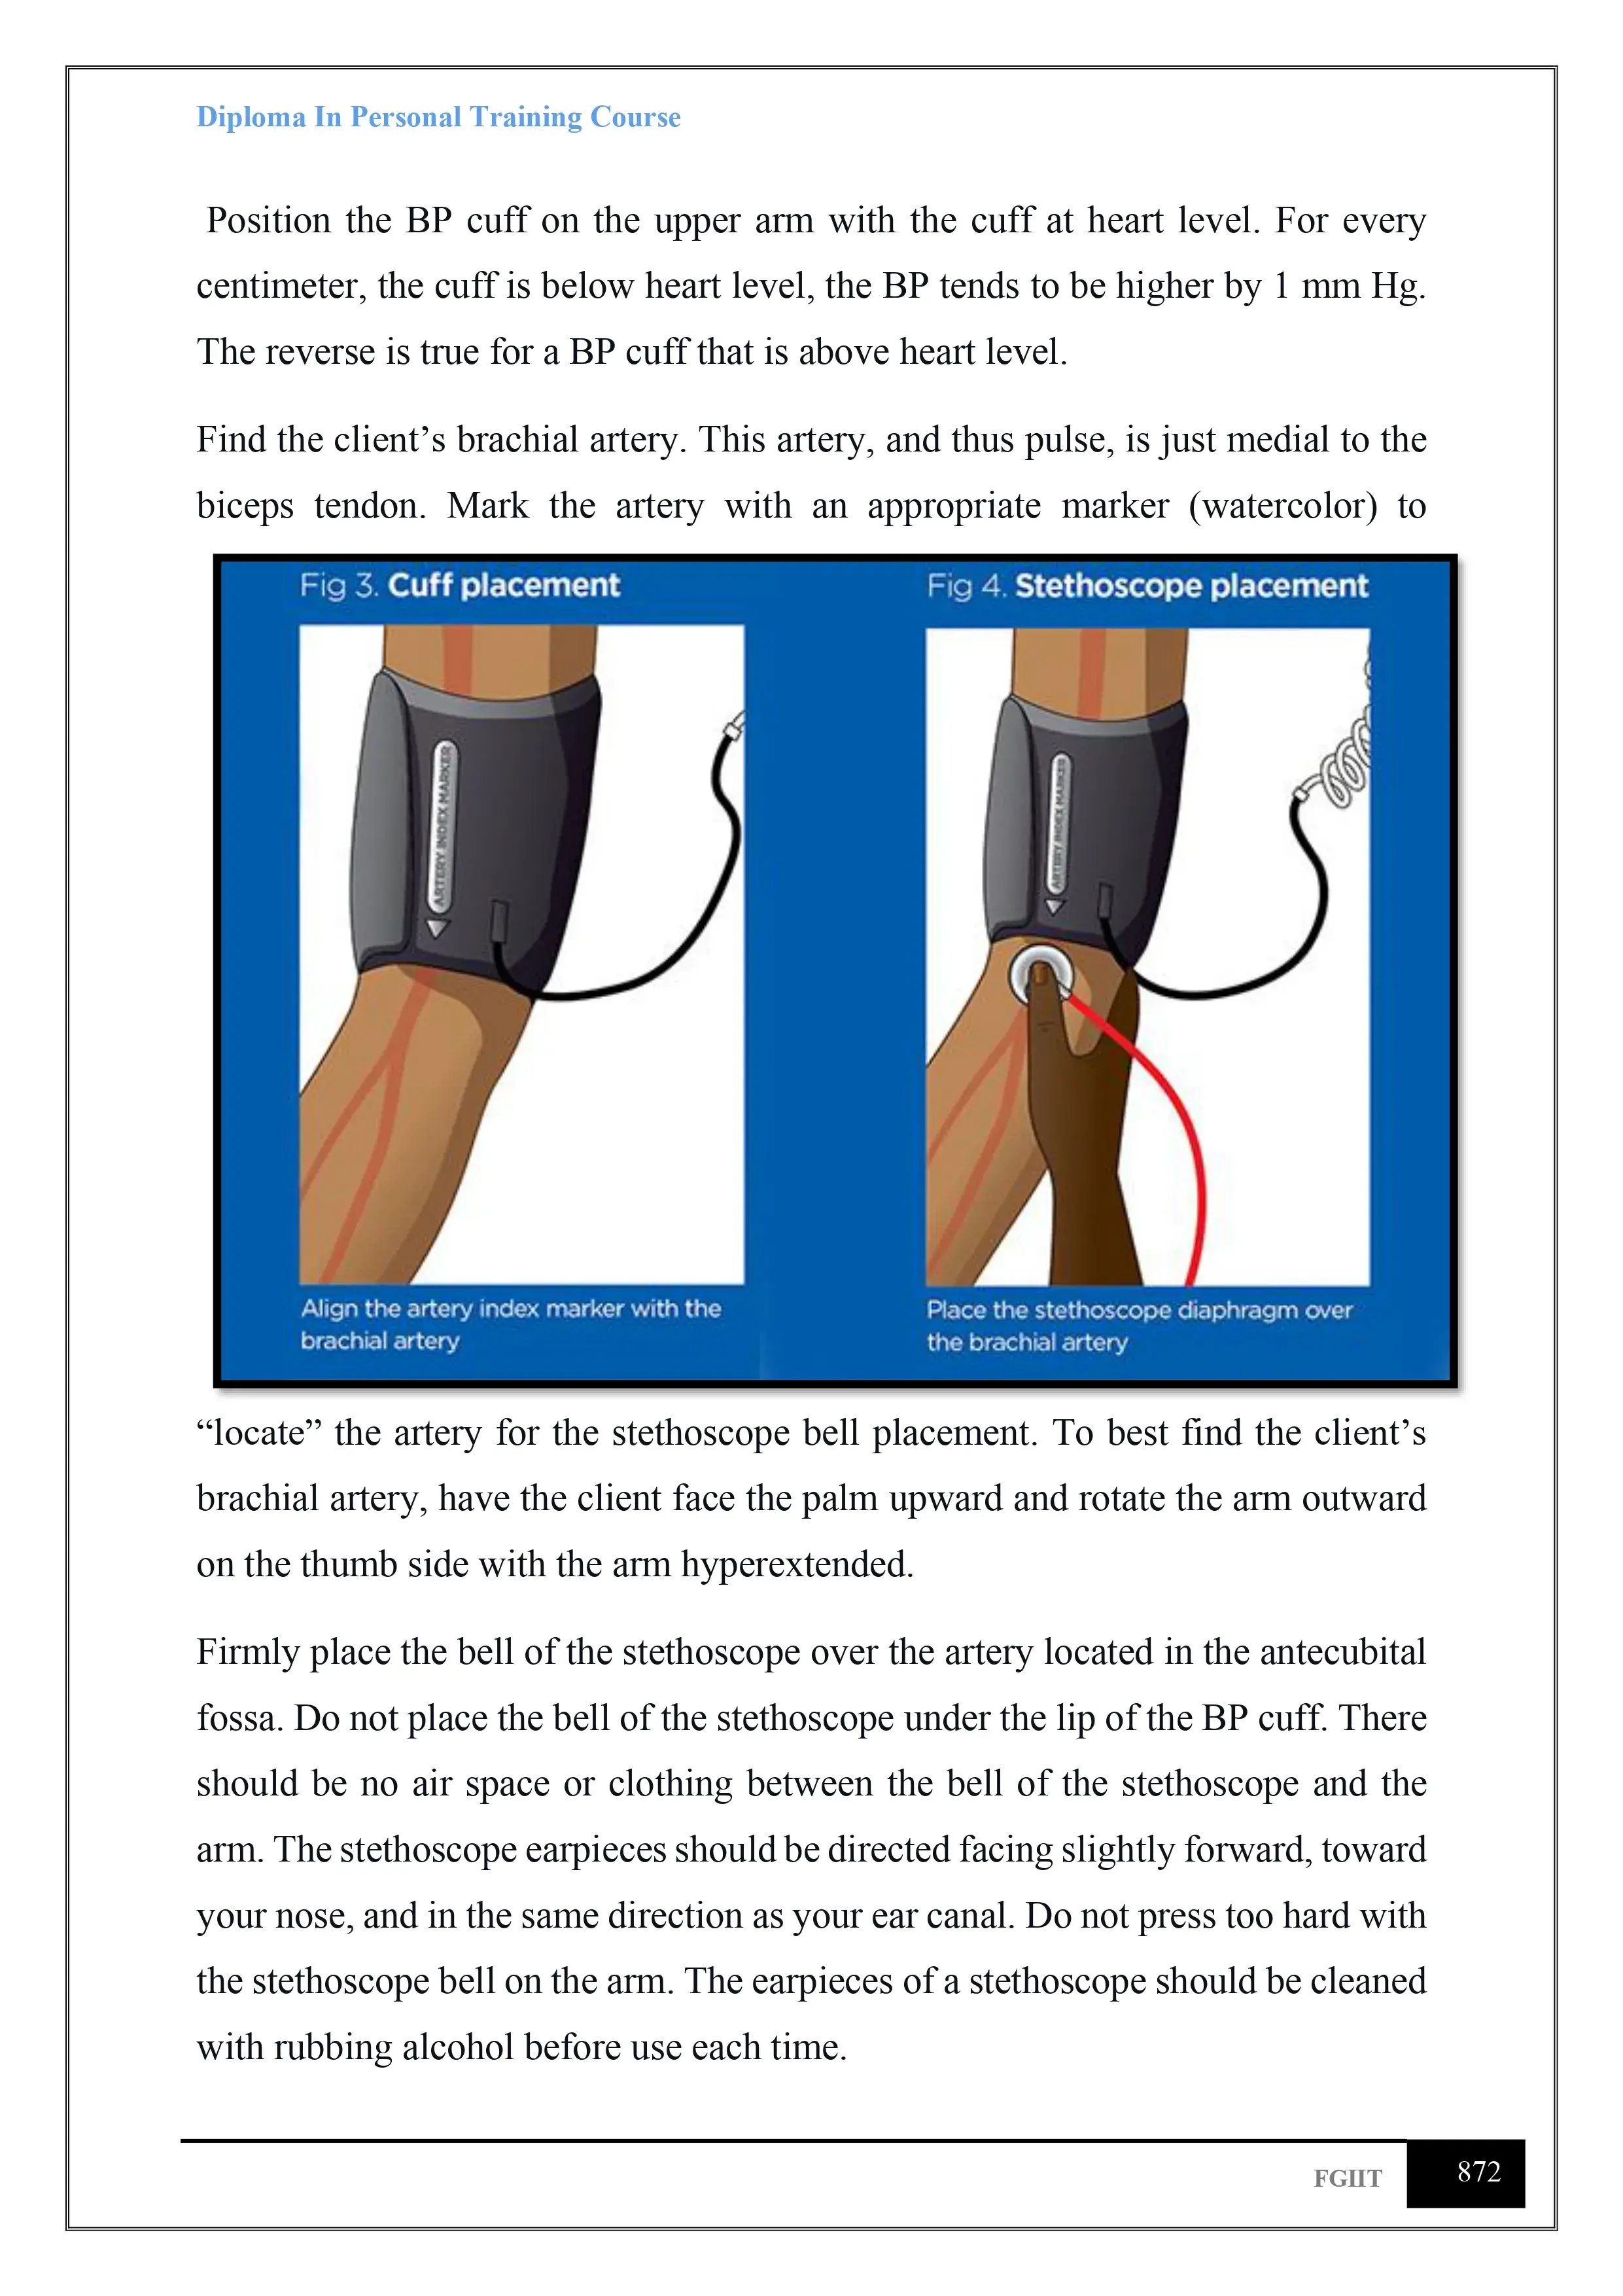 Diploma In Personal Training Course
Position the BP cuff on the upper arm with the cuff at heart level. For every
centimeter, the cuff is below heart level, the BP tends to be higher by 1 mm Hg.
The reverse is true for a BP cuff that is above heart level.
Find the client’s brachial artery. This artery, and thus pulse, is just medial to the
biceps tendon. Mark the artery with an appropriate marker (watercolor) to
Fig 3. Cuff placement
ARTERY INDEX MARKER
Align the artery index marker with the
brachial artery
Fig 4. Stethoscope placement
ARTERY INDEX MARKER
Place the stethoscope diaphragm over
the brachial artery
“locate” the artery for the stethoscope bell placement. To best find the client’s
brachial artery, have the client face the palm upward and rotate the arm outward
on the thumb side with the arm hyperextended.
Firmly place the bell of the stethoscope over the artery located in the antecubital
fossa. Do not place the bell of the stethoscope under the lip of the BP cuff. There
should be no air space or clothing between the bell of the stethoscope and the
arm. The stethoscope earpieces should be directed facing slightly forward, toward
your nose, and in the same direction as your ear canal. Do not press too hard with
the stethoscope bell on the arm. The earpieces of a stethoscope should be cleaned
with rubbing alcohol before use each time.
FGIIT
872